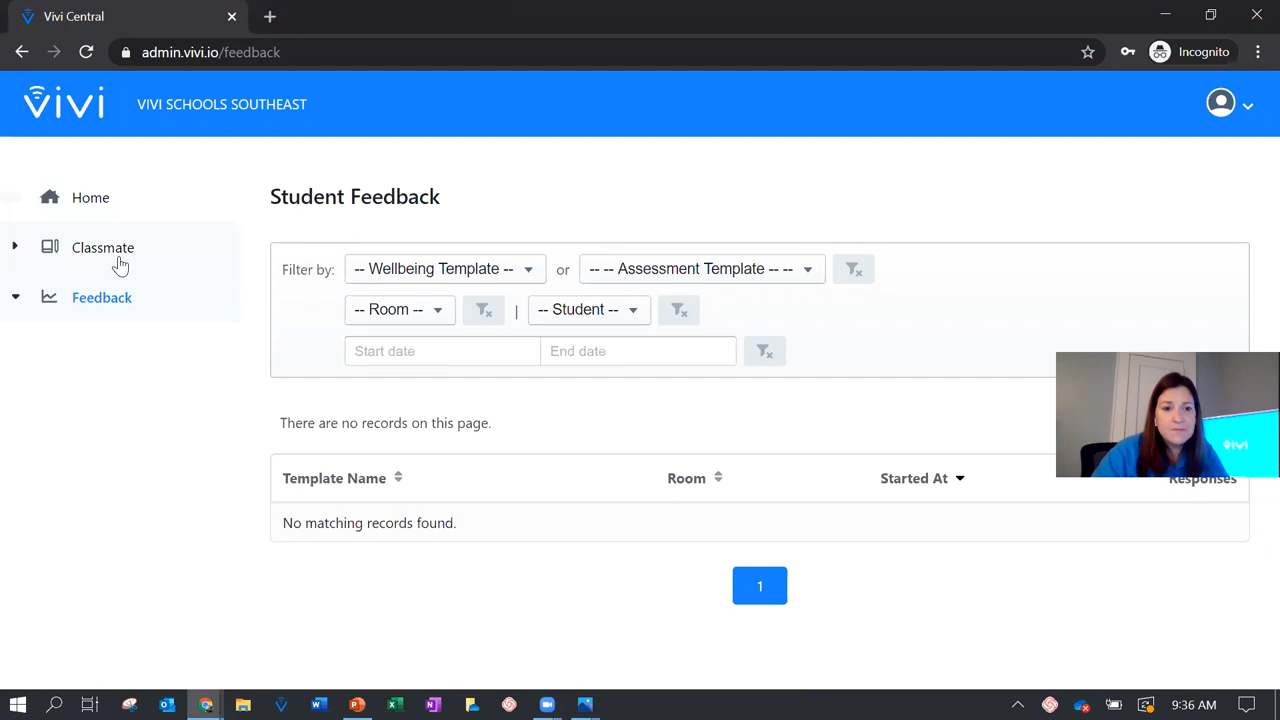 Vivi Central
admin.vivi.io/feedback
Incognito
vivi VIVI SCHOOLS SOUTHEAST
Home
Classmate
Feedback
Student Feedback
Filter by: -- Wellbeing Template -- or -- -- Assessment Template -- --
-- Room -- | -- Student --
Start date End date
There are no records on this page.
Template Name Room Started At Responses
No matching records found.
1
vivi
9:36 AM